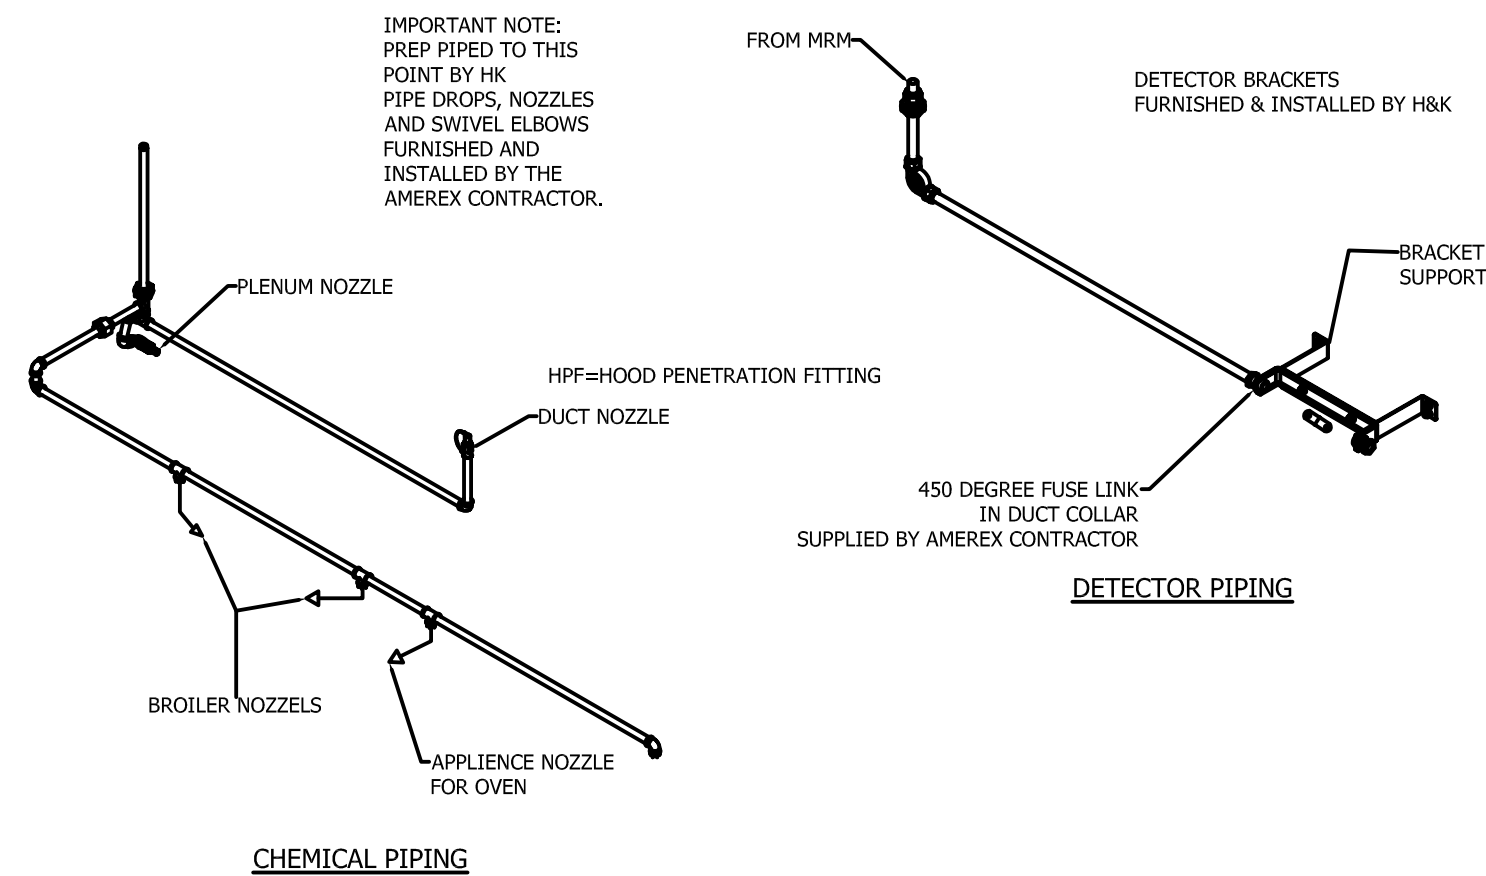 IMPORTANT NOTE:
PREP PIPED TO THIS
POINT BY HK
PIPE DROPS, NOZZLES
AND SWIVEL ELBOWS
FURNISHED AND
INSTALLED BY THE
AMEREX CONTRACTOR.
PLENUM NOZZLE
HPF=HOOD PENETRATION FITTING
DUCT NOZZLE
BROILER NOZZELS
APPLIENCE NOZZLE
FOR OVEN
CHEMICAL PIPING
FROM MRM
DETECTOR BRACKETS
FURNISHED & INSTALLED BY H&K
BRACKET
SUPPORT
450 DEGREE FUSE LINK
IN DUCT COLLAR
SUPPLIED BY AMEREX CONTRACTOR
DETECTOR PIPING